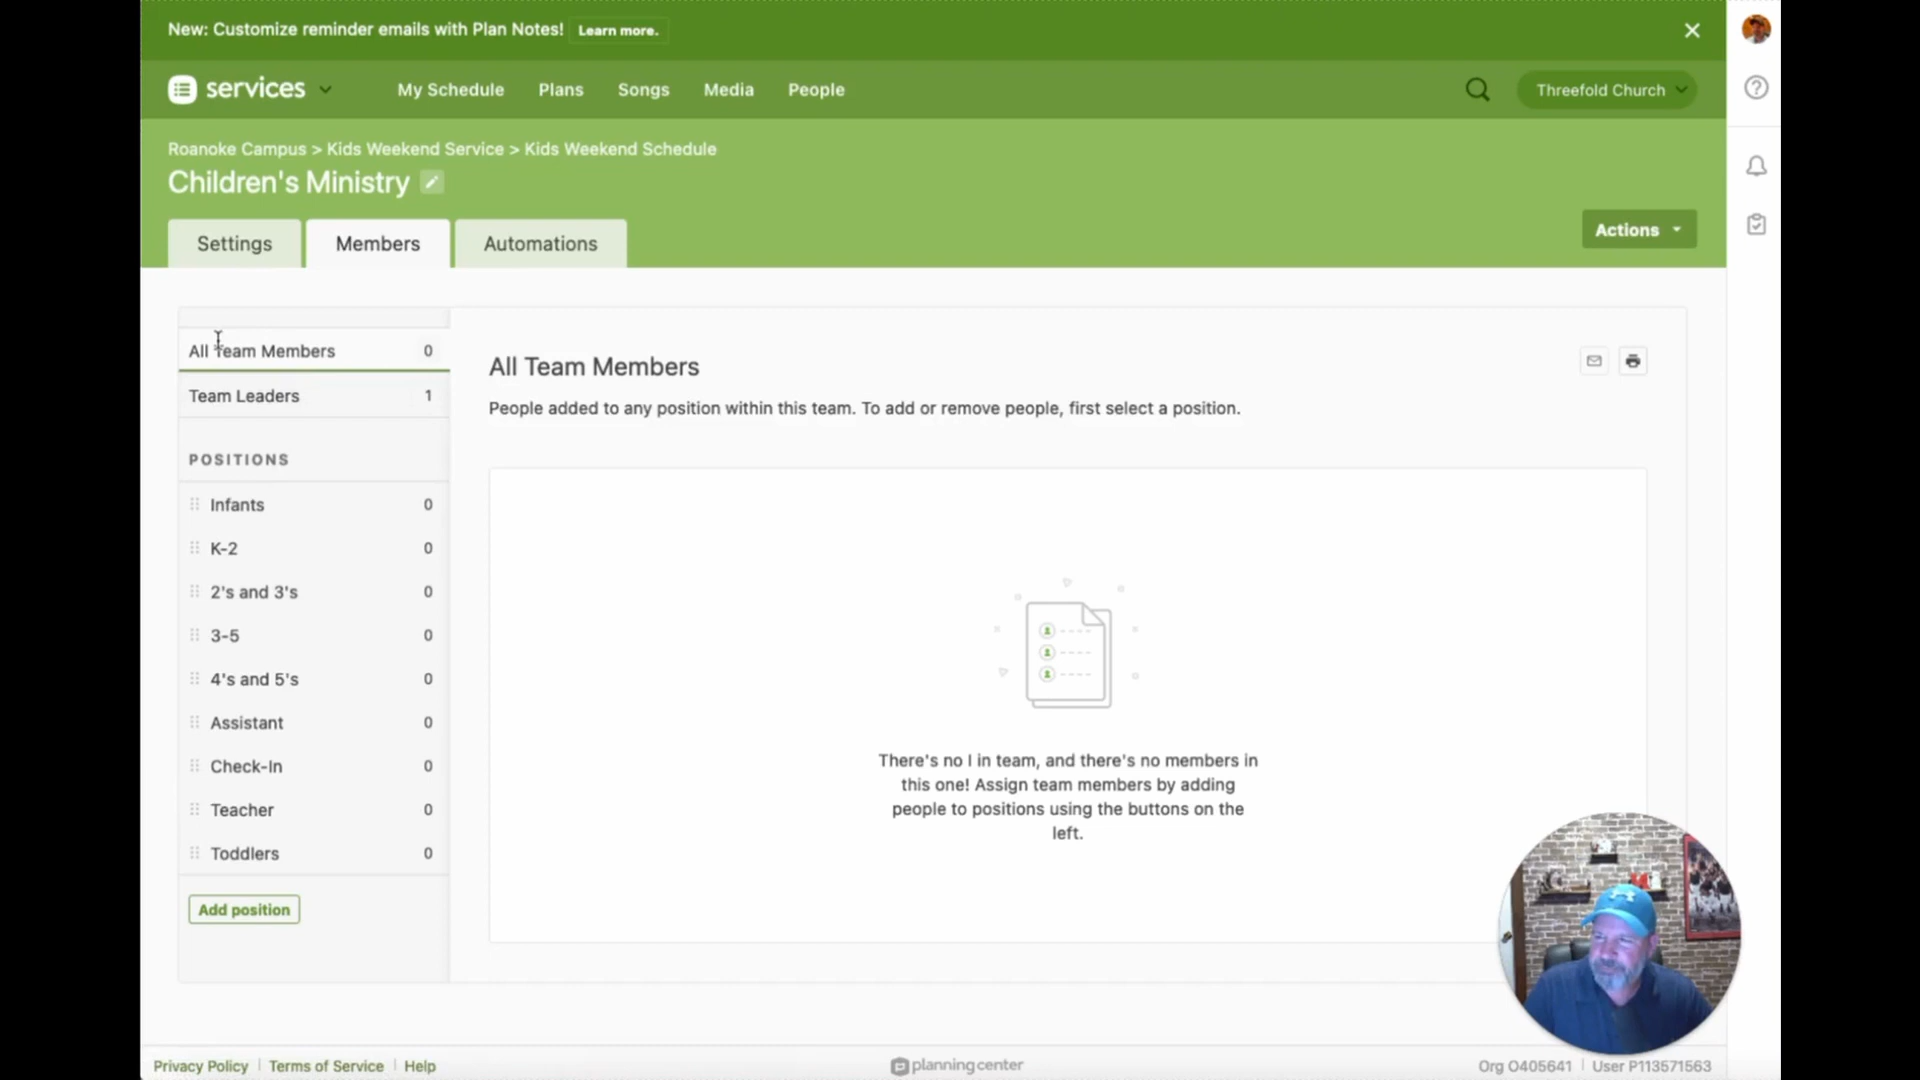 New: Customize reminder emails with Plan Notes! Learn more.
services My Schedule Plans Songs Media People Threefold Church
Roanoke Campus > Kids Weekend Service > Kids Weekend Schedule
Children's Ministry
Settings Members Automations Actions
All Team Members 0
Team Leaders 1
POSITIONS
Infants 0
K-2 0
2's and 3's 0
3-5 0
4's and 5's 0
Assistant 0
Check-In 0
Teacher 0
Toddlers 0
Add position
All Team Members
People added to any position within this team. To add or remove people, first select a position.
There's no I in team, and there's no members in
this one! Assign team members by adding
people to positions using the buttons on the
left.
Privacy Policy Terms of Service Help planning center Org O405641 User P113571563